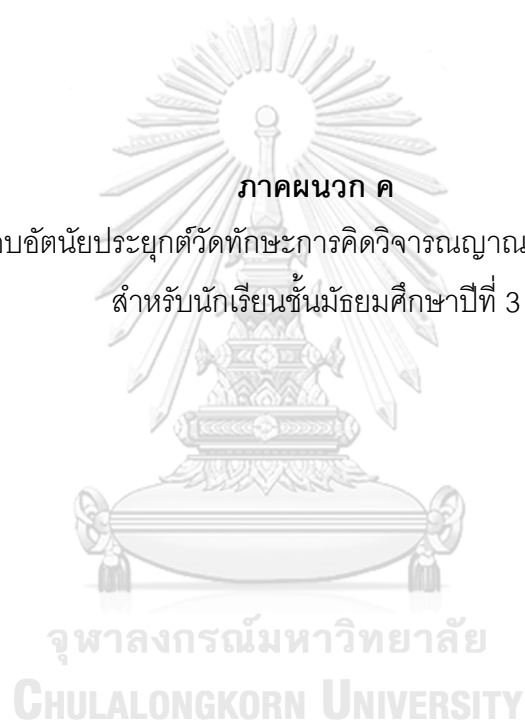 ภาคผนวก ค
บอัตนัยประยุกต์วัดทักษะการคิดวิจารณญาณ
สำหรับนักเรียนชั้นมัธยมศึกษาปีที่ 3
จุฬาลงกรณ์มหาวิทยาลัย
CHULALONGKORN UNIVERSITY